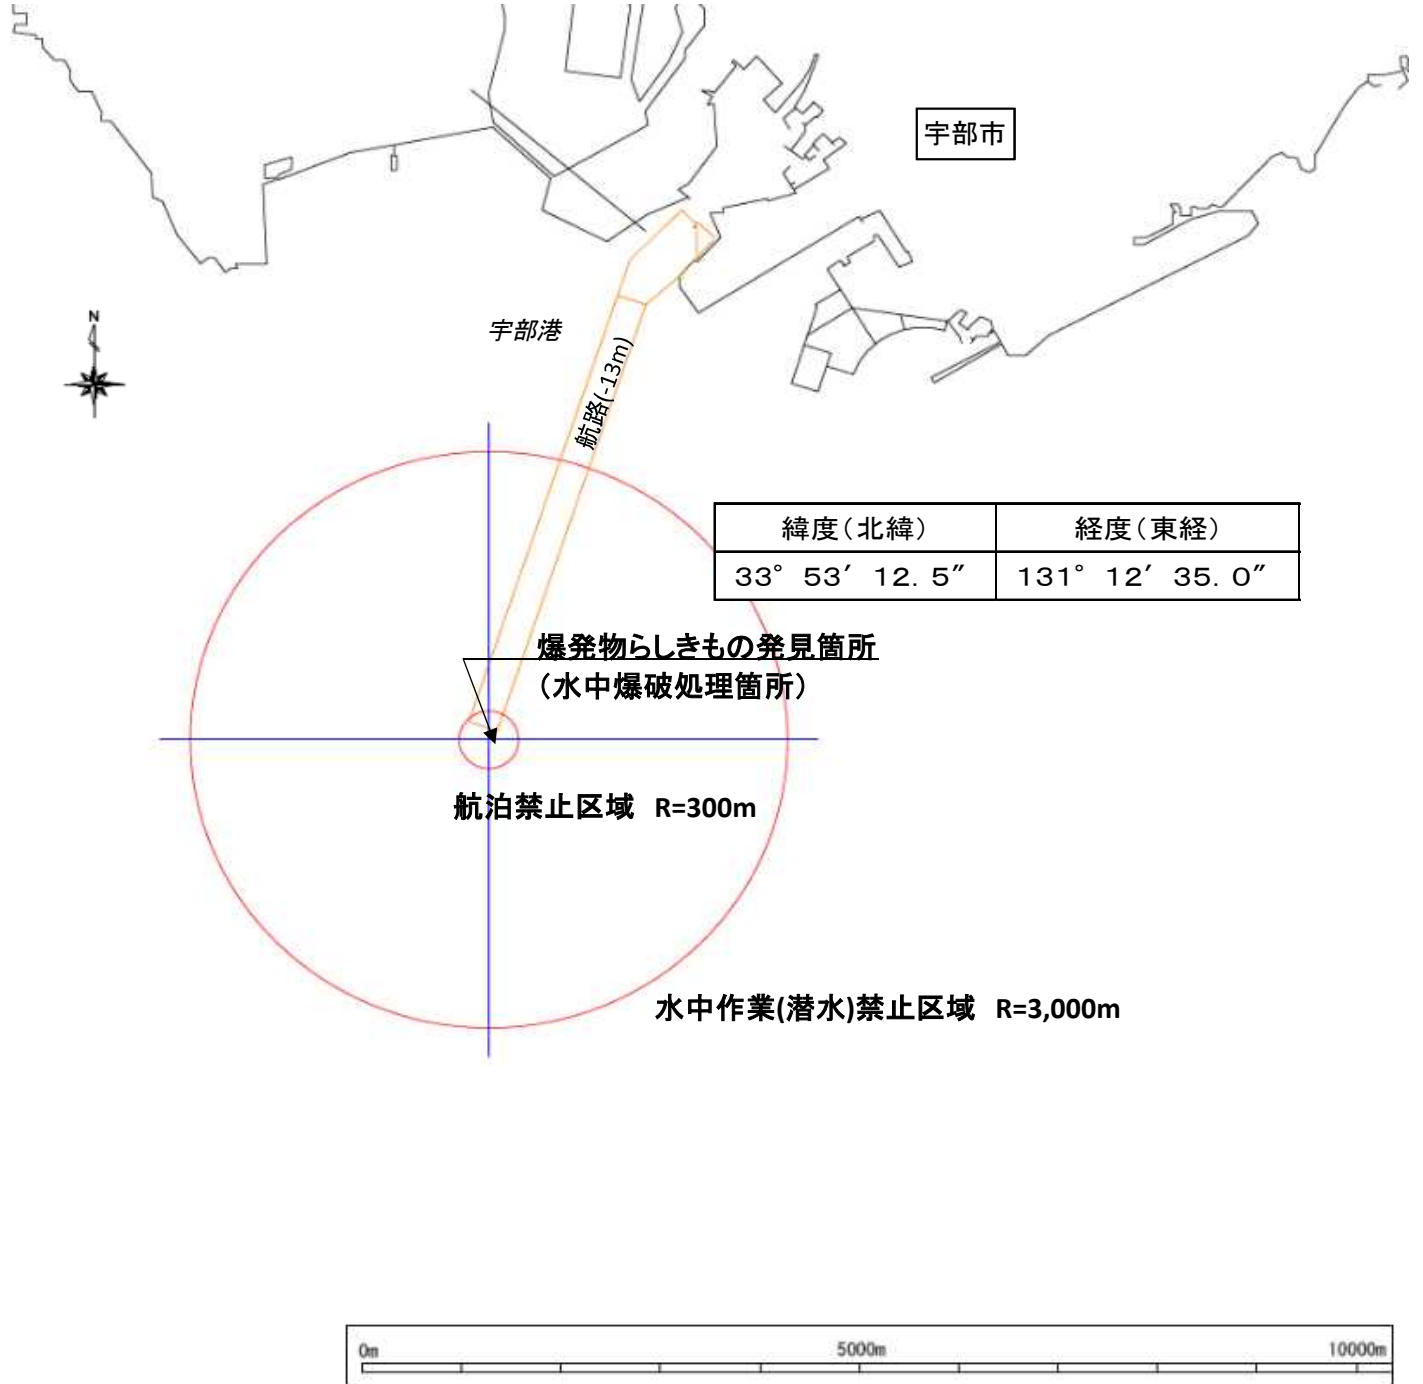 宇部市
N
宇部港
航路(-13m)
緯度(北緯) 経度(東経)
33° 53′ 12.5″ 131° 12′ 35.0″
爆発物らしきもの発見箇所
(水中爆破処理箇所)
航泊禁止区域 R=300m
水中作業(潜水)禁止区域 R=3,000m
0m 5000m 10000m